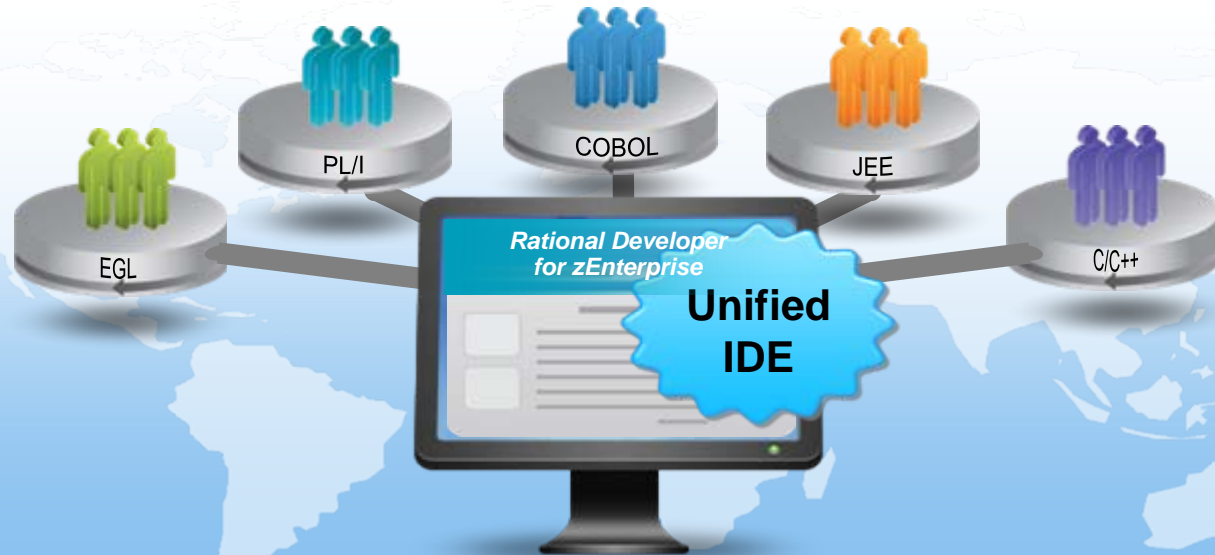 EGL
PL/I
COBOL
JEE
C/C++
Rational Developer
for zEnterprise
Unified
IDE